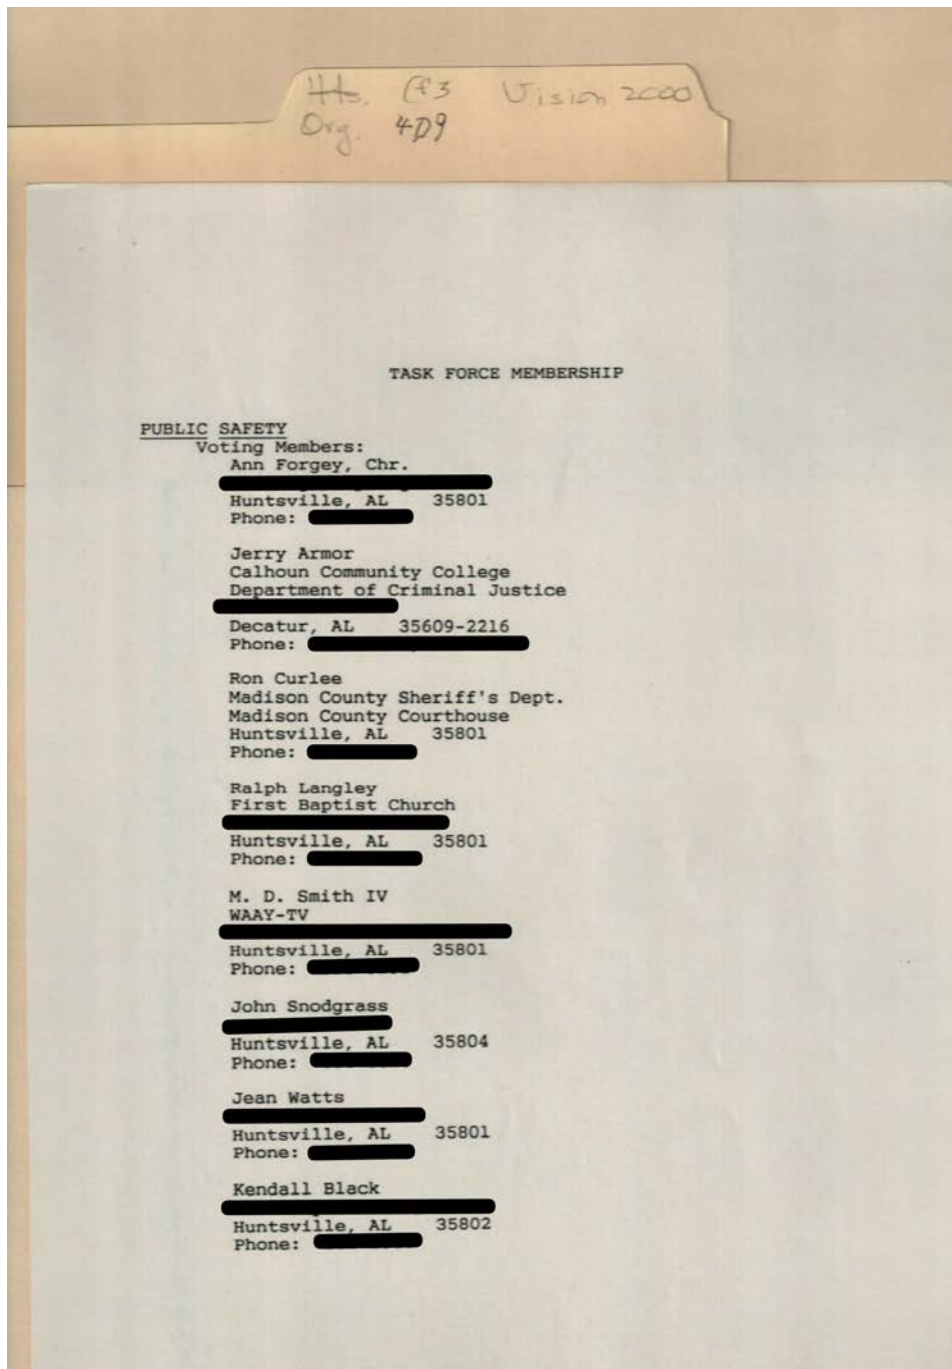 Hts. Cf3 Vision 2000
Org. 4D9
TASK FORCE MEMBERSHIP
PUBLIC SAFETY
Voting Members:
Ann Forgey, Chr.
Huntsville, AL 35801
Phone:
Jerry Armor
Calhoun Community College
Department of Criminal Justice
Decatur, AL 35609-2216
Phone:
Ron Curlee
Madison County Sheriff's Dept.
Madison County Courthouse
Huntsville, AL 35801
Phone:
Ralph Langley
First Baptist Church
Huntsville, AL 35801
Phone:
M. D. Smith IV
WAAY-TV
Huntsville, AL 35801
Phone:
John Snodgrass
Huntsville, AL 35804
Phone:
Jean Watts
Huntsville, AL 35801
Phone:
Kendall Black
Huntsville, AL 35802
Phone: